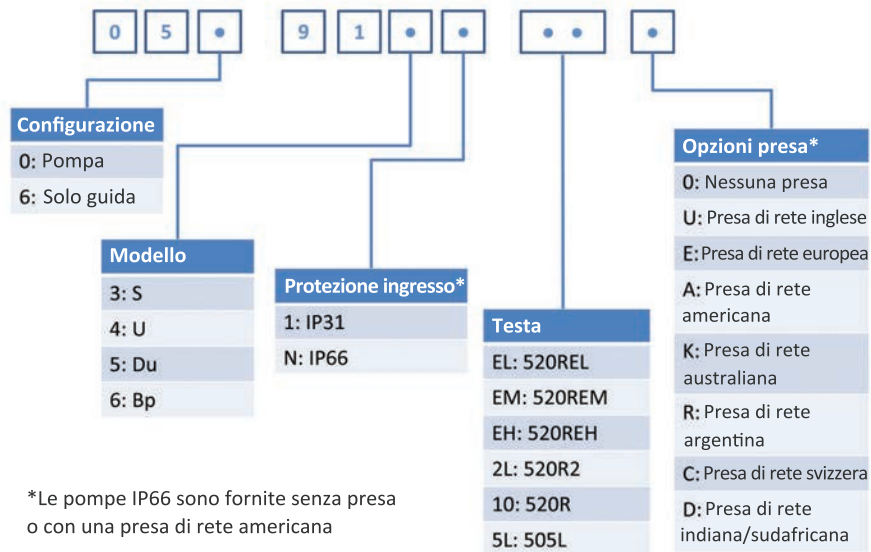 0 5 • 9 1 • • • • •
Configurazione
0: Pompa
6: Solo guida
Modello
3: S
4: U
5: Du
6: Bp
Protezione ingresso*
1: IP31
N: IP66
Testa
EL: 520REL
EM: 520REM
EH: 520REH
2L: 520R2
10: 520R
5L: 505L
Opzioni presa*
0: Nessuna presa
U: Presa di rete inglese
E: Presa di rete europea
A: Presa di rete
americana
K: Presa di rete
australiana
R: Presa di rete
argentina
C: Presa di rete svizzera
D: Presa di rete
indiana/sudafricana
*Le pompe IP66 sono fornite senza presa
o con una presa di rete americana